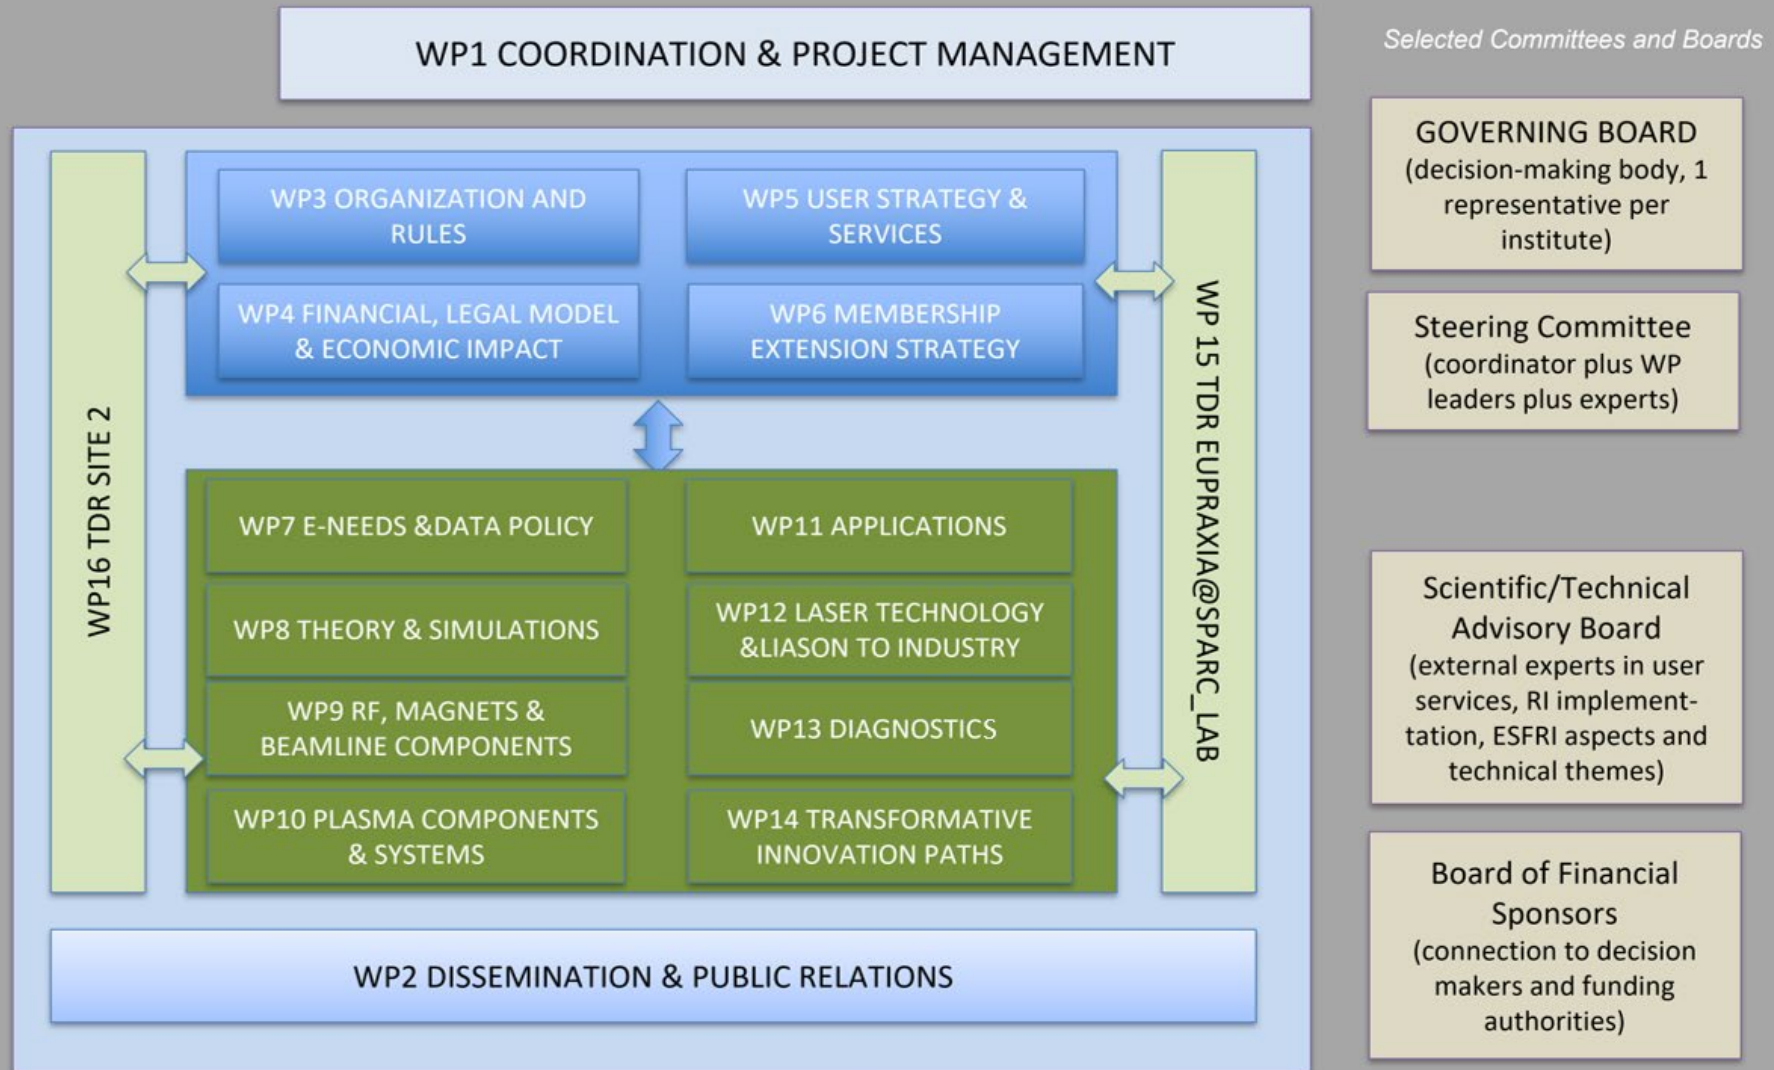 WP1 COORDINATION & PROJECT MANAGEMENT
WP16 TDR SITE 2
WP3 ORGANIZATION AND
RULES
WP5 USER STRATEGY &
SERVICES
WP4 FINANCIAL, LEGAL MODEL
& ECONOMIC IMPACT
WP6 MEMBERSHIP
EXTENSION STRATEGY
WP7 E-NEEDS &DATA POLICY
WP11 APPLICATIONS
WP8 THEORY & SIMULATIONS
WP12 LASER TECHNOLOGY
&LIASON TO INDUSTRY
WP9 RF, MAGNETS &
BEAMLINE COMPONENTS
WP13 DIAGNOSTICS
WP10 PLASMA COMPONENTS
& SYSTEMS
WP14 TRANSFORMATIVE
INNOVATION PATHS
WP 15 TDR EUPRAXIA@SPARC_LAB
WP2 DISSEMINATION & PUBLIC RELATIONS
Selected Committees and Boards
GOVERNING BOARD
(decision-making body, 1
representative per
institute)
Steering Committee
(coordinator plus WP
leaders plus experts)
Scientific/Technical
Advisory Board
(external experts in user
services, RI implement-
tation, ESFRI aspects and
technical themes)
Board of Financial
Sponsors
(connection to decision
makers and funding
authorities)